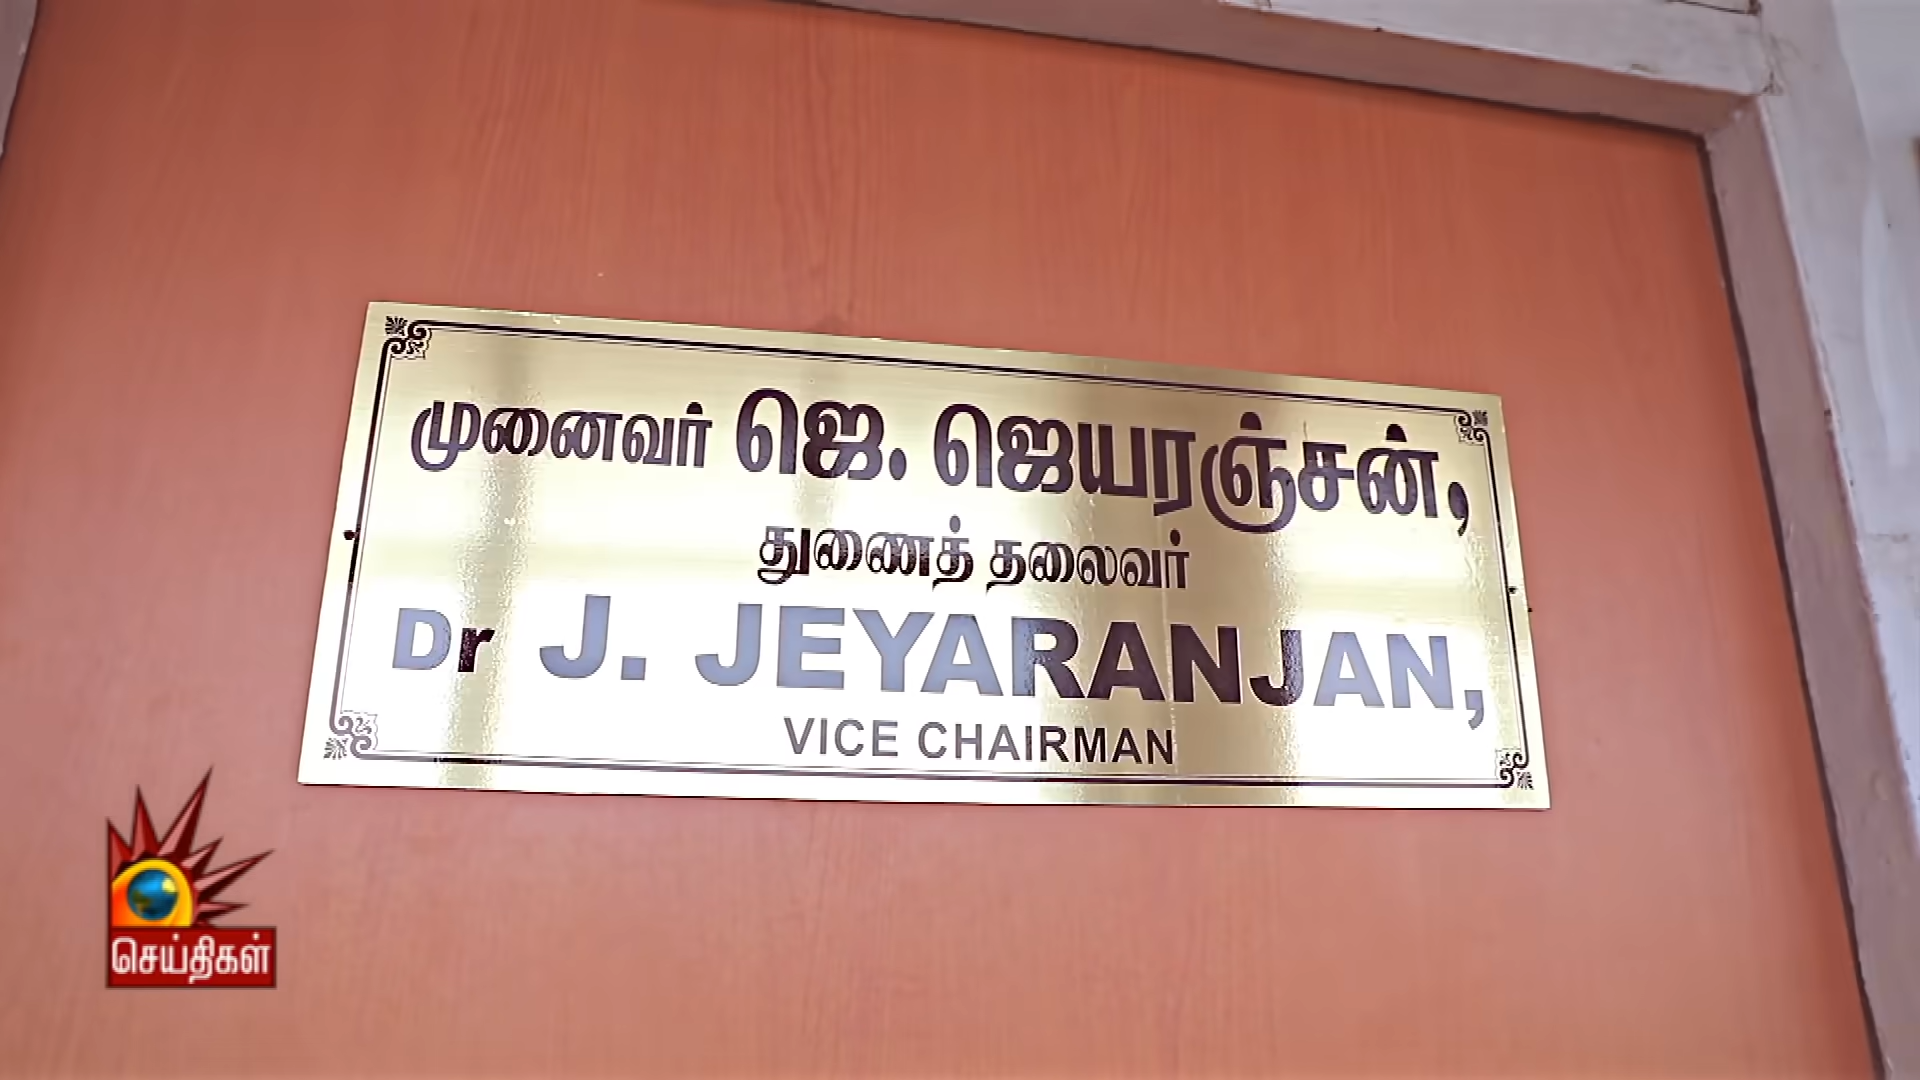 முனைவர் ஜெ. ஜெயரஞ்சன்,
துணைத் தலைவர்
Dr J. JEYARANJAN,
VICE CHAIRMAN
செய்திகள்